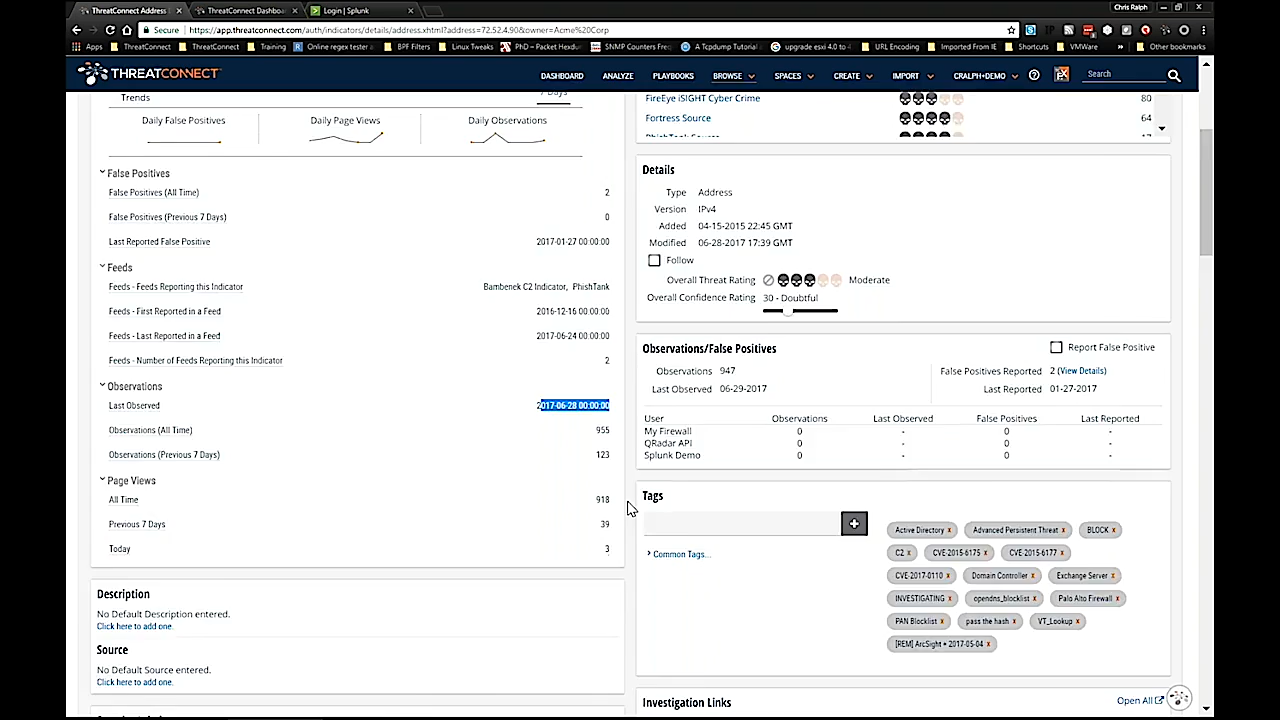 ThreatConnect Address
ThreatConnect Dashbo
Login | Splunk
Chris Ralph
Secure
https://app.threatconnect.com/auth/indicators/details/address.xhtml?address=72.52.4.90&owner=Acme%20Corp
Apps
ThreatConnect
ThreatConnect
Training
Online regex tester a
BPF Filters
Linux Tweaks
PhD – Packet Hexdu
SNMP Counters Freq
A Tcpdump Tutorial
upgrade esxi 4.0 to 4
URL Encoding
Imported From IE
Shortcuts
VMWare
»
Other bookmarks
THREATCONNECT
DASHBOARD
ANALYZE
PLAYBOOKS
BROWSE
SPACES
CREATE
IMPORT
CRALPH+DEMO
Search
Trends
7 Days
Daily False Positives
Daily Page Views
Daily Observations
False Positives
False Positives (All Time) 2
False Positives (Previous 7 Days) 0
Last Reported False Positive 2017-01-27 00:00:00
Feeds
Feeds - Feeds Reporting this Indicator Bambenek C2 Indicator, PhishTank
Feeds - First Reported in a Feed 2016-12-16 00:00:00
Feeds - Last Reported in a Feed 2017-06-24 00:00:00
Feeds - Number of Feeds Reporting this Indicator 2
Observations
Last Observed 2017-06-28 00:00:00
Observations (All Time) 955
Observations (Previous 7 Days) 123
Page Views
All Time 918
Previous 7 Days 39
Today 3
Description
No Default Description entered.
Click here to add one.
Source
No Default Source entered.
Click here to add one.
FireEye iSIGHT Cyber Crime 80
Fortress Source 64
PhishTank Source 17
Details
Type Address
Version IPv4
Added 04-15-2015 22:45 GMT
Modified 06-28-2017 17:39 GMT
Follow
Overall Threat Rating Moderate
Overall Confidence Rating 30 - Doubtful
Observations/False Positives
Report False Positive
Observations 947
False Positives Reported 2 (View Details)
Last Observed 06-29-2017
Last Reported 01-27-2017
User Observations Last Observed False Positives Last Reported
My Firewall 0 - 0 -
QRadar API 0 - 0 -
Splunk Demo 0 - 0 -
Tags
Common Tags...
Active Directory x
Advanced Persistent Threat x
BLOCK x
C2 x
CVE-2015-6175 x
CVE-2015-6177 x
CVE-2017-0110 x
Domain Controller x
Exchange Server x
INVESTIGATING x
opendns_blocklist x
Palo Alto Firewall x
PAN Blocklist x
pass the hash x
VT_Lookup x
[REM] ArcSight • 2017-05-04 x
Investigation Links
Open All